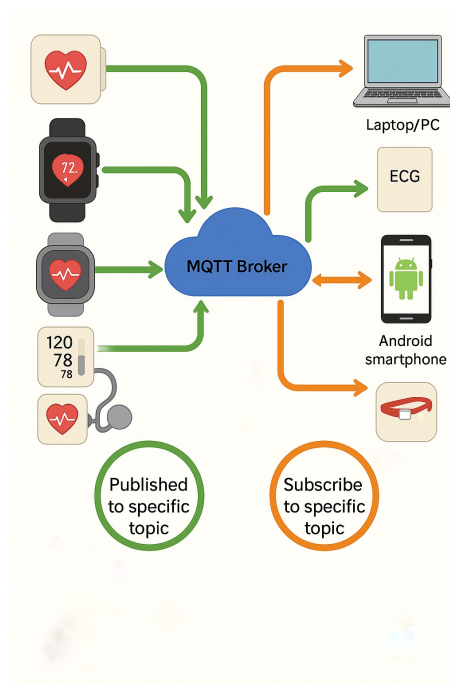 72.
120
78
78
MQTT Broker
Laptop/PC
ECG
Android
smartphone
Published
to specific
topic
Subscribe
to specific
topic